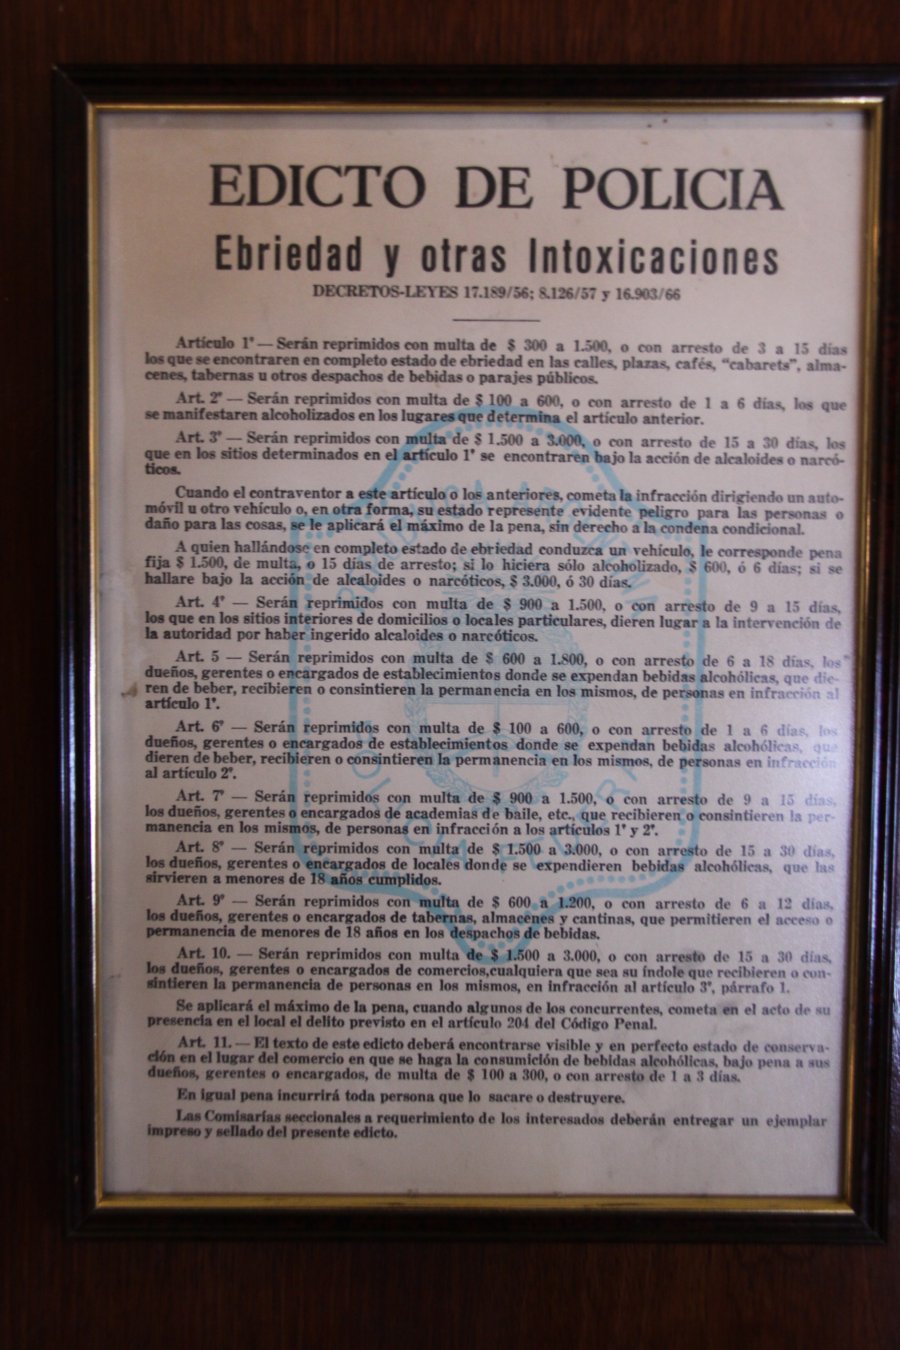 EDICTO DE POLICIA
Ebriedad y otras Intoxicaciones
DECRETOS-LEYES 17.189/56; 8.126/57 y 16.903/66
Artículo 1º — Serán reprimidos con multa de $ 300 a 1.500, o con arresto de 3 a 15 días
los que se encontraren en completo estado de ebriedad en las calles, plazas, cafés, "cabarets", alma-
cenes, tabernas u otros despachos de bebidas o parajes públicos.
Art. 2º — Serán reprimidos con multa de $ 100 a 600, o con arresto de 1 a 6 días, los que
se manifestaren alcoholizados en los lugares que determina el artículo anterior.
Art. 3º — Serán reprimidos con multa de $ 1.500 a 3.000, o con arresto de 15 a 30 días, los
que en los sitios determinados en el artículo 1º se encontraren bajo la acción de alcaloides o narcó-
ticos.
Cuando el contraventor a este artículo o los anteriores, cometa la infracción dirigiendo un auto-
móvil u otro vehículo o, en otra forma, su estado represente evidente peligro para las personas o
daño para las cosas, se le aplicará el máximo de la pena, sin derecho a la condena condicional.
A quien hallándose en completo estado de ebriedad conduzca un vehículo, le corresponde pena
fija $ 1.500, de multa, o 15 días de arresto; si lo hiciera sólo alcoholizado, $ 600, ó 6 días; si se
hallare bajo la acción de alcaloides o narcóticos, $ 3.000, ó 30 días.
Art. 4º — Serán reprimidos con multa de $ 900 a 1.500, o con arresto de 9 a 15 días,
los que en los sitios interiores de domicilios o locales particulares, dieren lugar a la intervención de
la autoridad por haber ingerido alcaloides o narcóticos.
Art. 5 — Serán reprimidos con multa de $ 600 a 1.800, o con arresto de 6 a 18 días, los
dueños, gerentes o encargados de establecimientos donde se expendan bebidas alcohólicas, que die-
ren de beber, recibieren o consintieren la permanencia en los mismos, de personas en infracción al
artículo 1º.
Art. 6º — Serán reprimidos con multa de $ 100 a 600, o con arresto de 1 a 6 días, los
dueños, gerentes o encargados de establecimientos donde se expendan bebidas alcohólicas, que
dieren de beber, recibieren o consintieren la permanencia en los mismos, de personas en infracción
al artículo 2º.
Art. 7º — Serán reprimidos con multa de $ 900 a 1.500, o con arresto de 9 a 15 días,
los dueños, gerentes o encargados de academias de baile, etc., que recibieren o consintieren la per-
manencia en los mismos, de personas en infracción a los artículos 1º y 2º.
Art. 8º — Serán reprimidos con multa de $ 1.500 a 3.000, o con arresto de 15 a 30 días,
los dueños, gerentes o encargados de locales donde se expendieren bebidas alcohólicas, que las
sirvieren a menores de 18 años cumplidos.
Art. 9º — Serán reprimidos con multa de $ 600 a 1.200, o con arresto de 6 a 12 días,
los dueños, gerentes o encargados de tabernas, almacenes y cantinas, que permitieren el acceso o
permanencia de menores de 18 años en los despachos de bebidas.
Art. 10. — Serán reprimidos con multa de $ 1.500 a 3.000, o con arresto de 15 a 30 días,
los dueños, gerentes o encargados de comercios,cualquiera que sea su índole que recibieren o con-
sintieren la permanencia de personas en los mismos, en infracción al artículo 3º, párrafo 1.
Se aplicará el máximo de la pena, cuando algunos de los concurrentes, cometa en el acto de su
presencia en el local el delito previsto en el artículo 204 del Código Penal.
Art. 11. — El texto de este edicto deberá encontrarse visible y en perfecto estado de conserva-
ción en el lugar del comercio en que se haga la consumición de bebidas alcohólicas, bajo pena a sus
dueños, gerentes o encargados, de multa de $ 100 a 300, o con arresto de 1 a 3 días.
En igual pena incurrirá toda persona que lo sacare o destruyere.
Las Comisarías seccionales a requerimiento de los interesados deberán entregar un ejemplar
impreso y sellado del presente edicto.